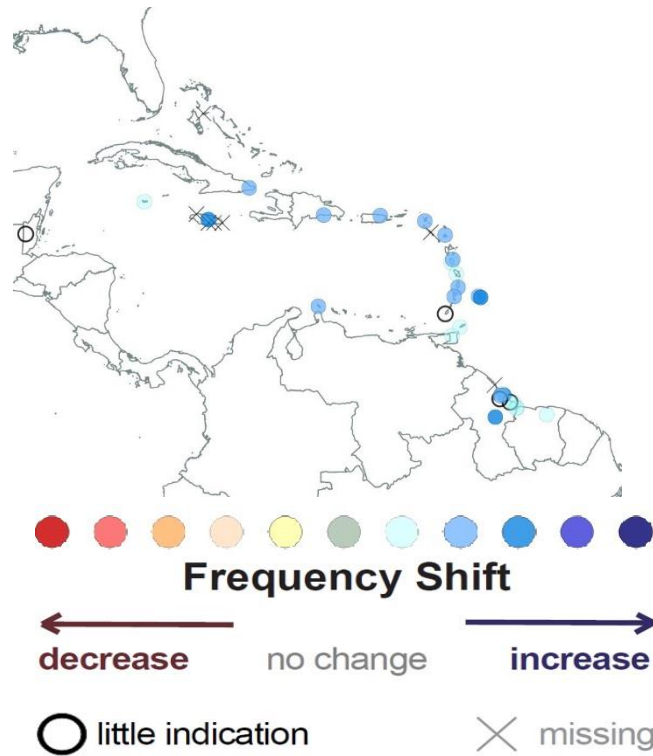 Frequency Shift
decrease no change increase
little indication missing